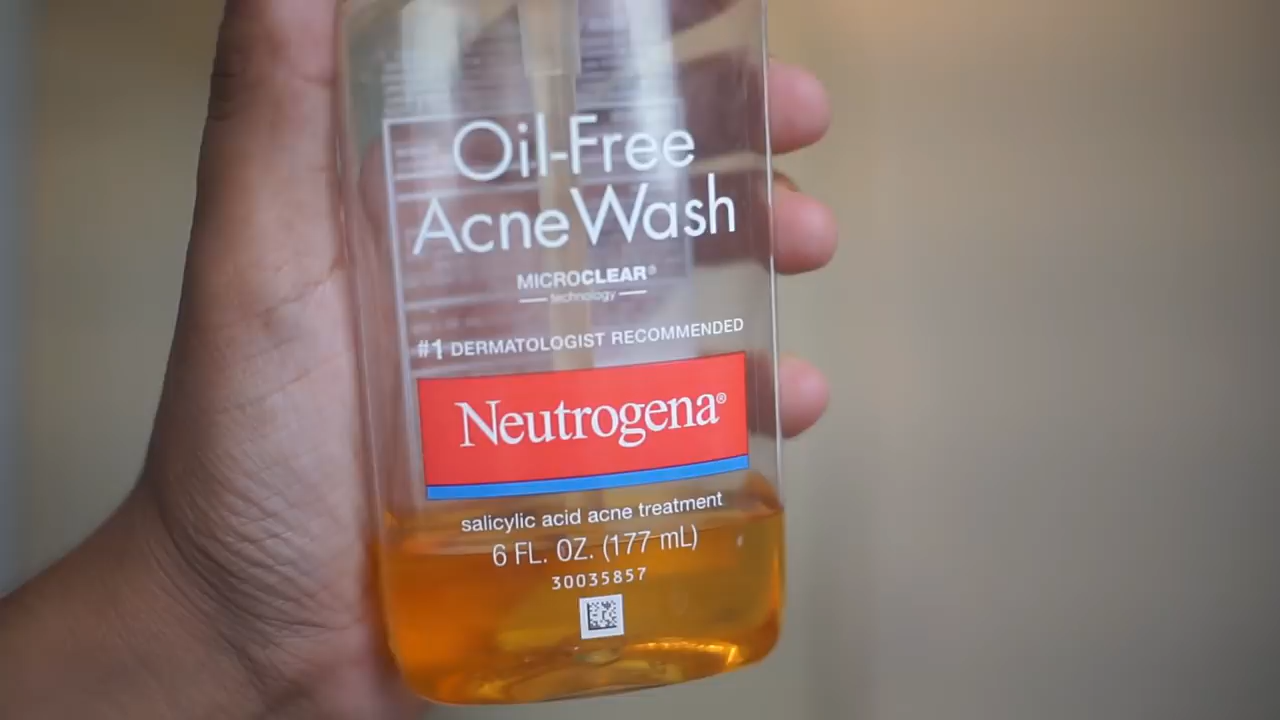 Oil-Free
Acne Wash
MICROCLEAR®
technology
#1 DERMATOLOGIST RECOMMENDED
Neutrogena®
salicylic acid acne treatment
6 FL. OZ. (177 mL)
30035857